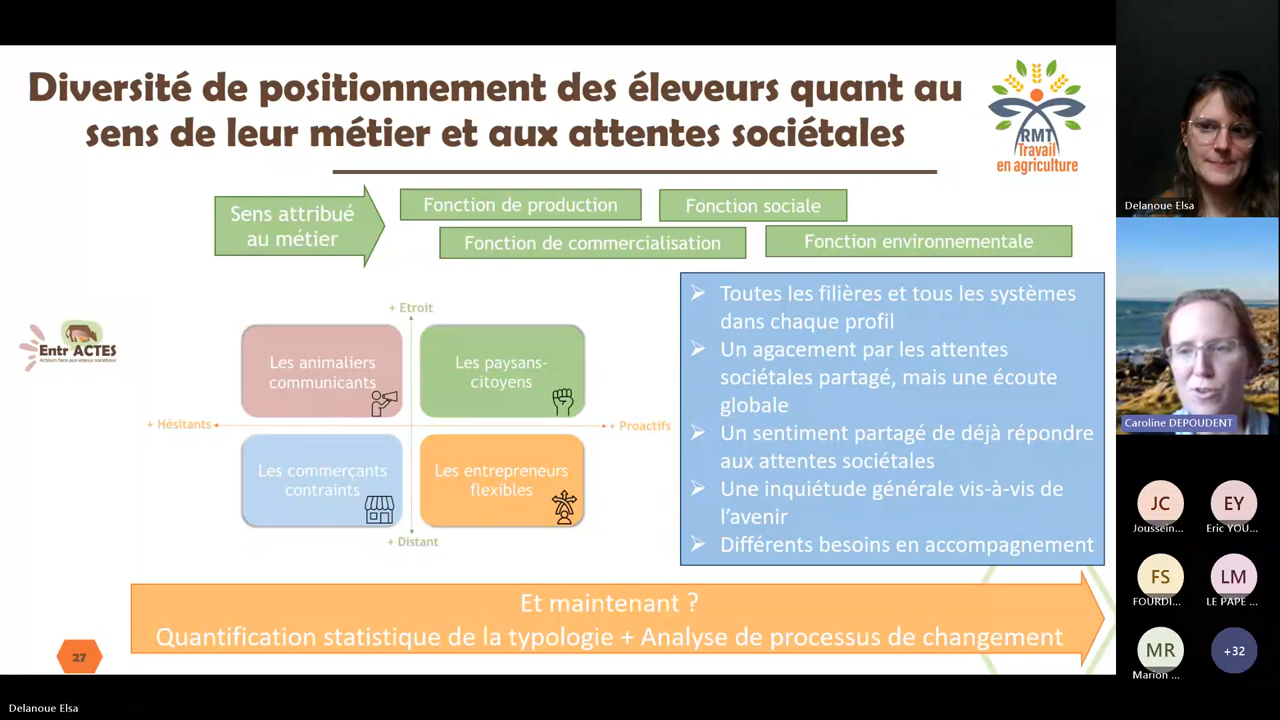 Diversité de positionnement des éleveurs quant au
sens de leur métier et aux attentes sociétales
RMT
Travail
en agriculture
Sens attribué
au métier
Fonction de production
Fonction sociale
Fonction de commercialisation
Fonction environnementale
Entr ACTES
Acteurs face aux enjeux sociétaux
+ Etroit
Les animaliers
communicants
Les paysans-
citoyens
+ Hésitants
+ Proactifs
Les commerçants
contraints
Les entrepreneurs
flexibles
+ Distant
Toutes les filières et tous les systèmes
dans chaque profil
Un agacement par les attentes
sociétales partagé, mais une écoute
globale
Un sentiment partagé de déjà répondre
aux attentes sociétales
Une inquiétude générale vis-à-vis de
l'avenir
Différents besoins en accompagnement
Et maintenant ?
Quantification statistique de la typologie + Analyse de processus de changement
27
Delanoue Elsa
Caroline DEPOUDENT
JC
Joussein...
EY
Eric YOU...
FS
FOURDI...
LM
LE PAPE ...
MR
Marion ...
+32
Delanoue Elsa